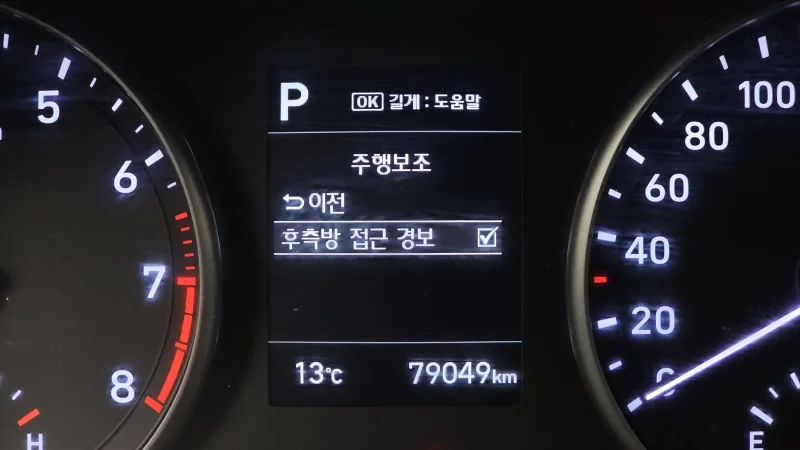 5
6
7
8
H
P
OK 길게 : 도움말
주행보조
이전
후측방 접근 경보
13°C 79049km
100
80
60
40
20
0
E